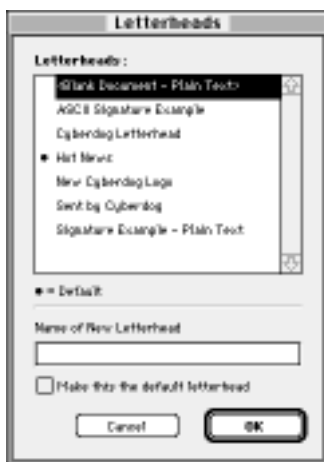 Letterheads
Letterheads:
<Blank Document - Plain Text>
ASCII Signature Example
Cyberdog Letterhead
• Hot News
New Cyberdog Logo
Sent by Cyberdog
Signature Example - Plain Text
• = Default
Name of New Letterhead
Make this the default letterhead
Cancel
OK